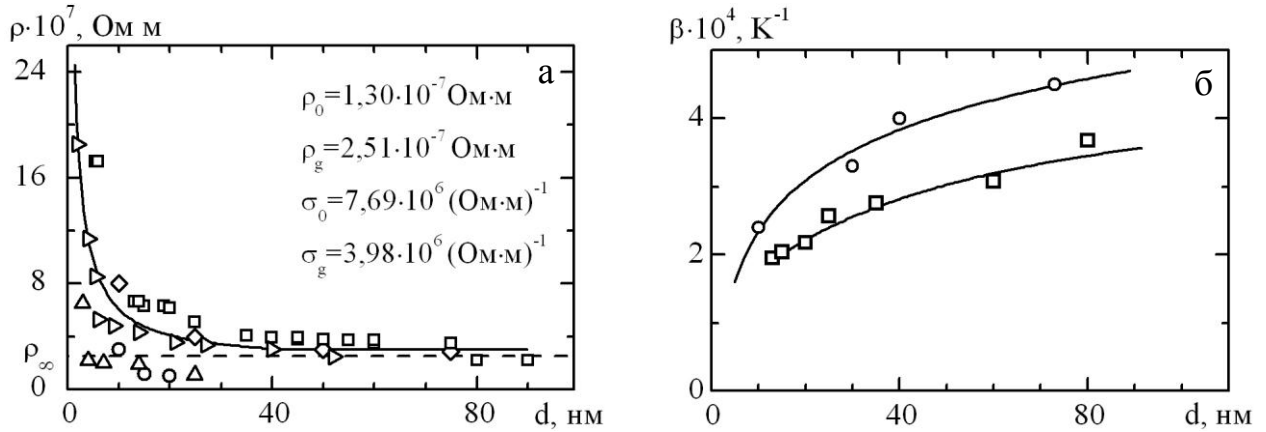 ρ·10⁷, Ом м
а
24
16
8
ρ∞
0
0
40
80
d, нм
ρ₀=1,30·10⁻⁷Ом·м
ρg=2,51·10⁻⁷ Ом·м
σ₀=7,69·10⁶ (Ом·м)⁻¹
σg=3,98·10⁶ (Ом·м)⁻¹
β·10⁴, K⁻¹
б
4
2
0
0
40
80
d, нм